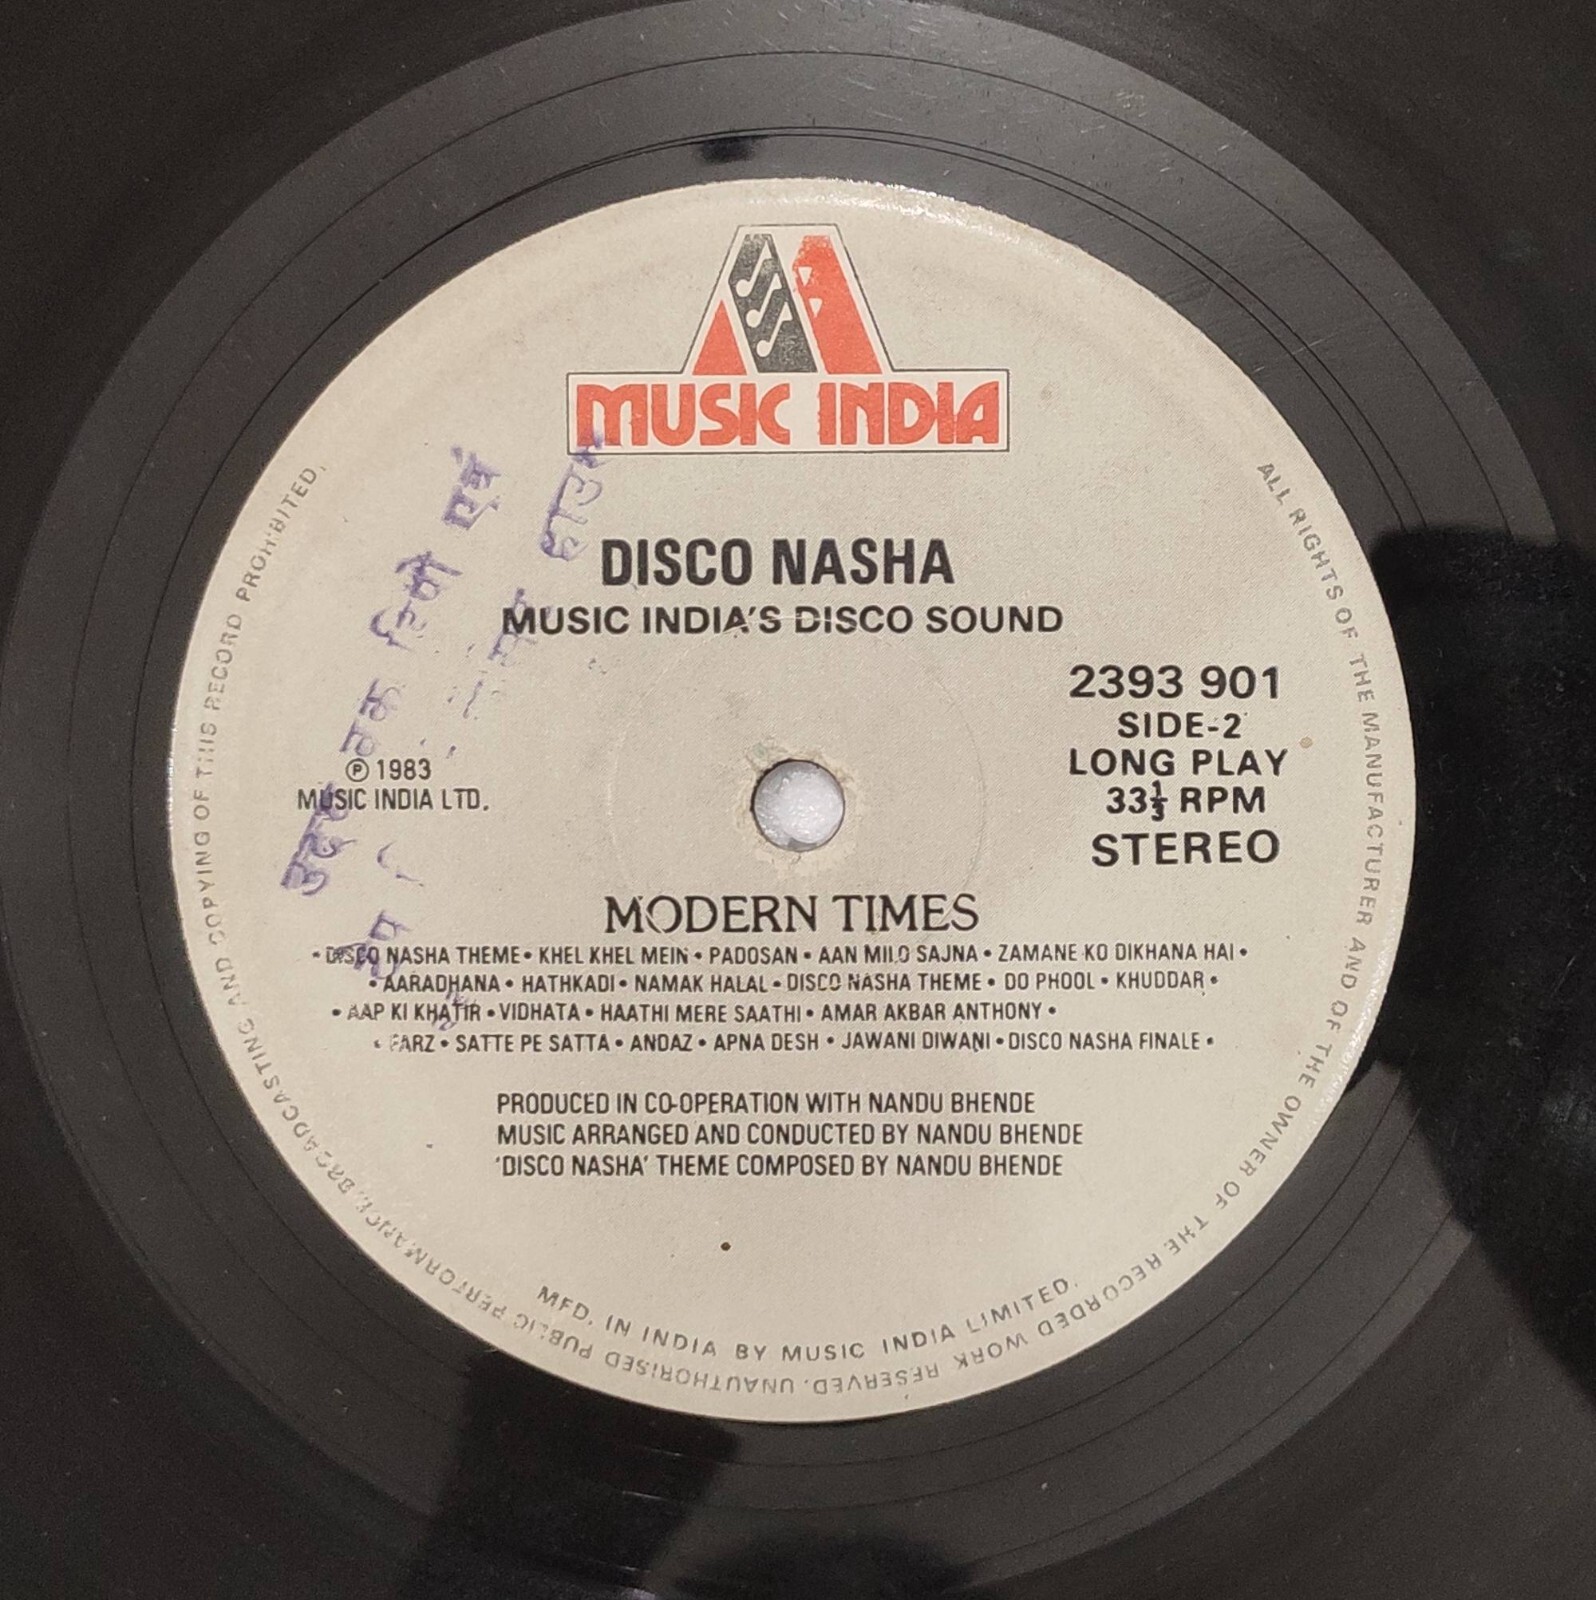 MUSIC INDIA
DISCO NASHA
MUSIC INDIA'S DISCO SOUND
2393 901
SIDE-2
LONG PLAY
33⅓ RPM
STEREO
℗ 1983
MUSIC INDIA LTD.
MODERN TIMES
• DISCO NASHA THEME • KHEL KHEL MEIN • PADOSAN • AAN MILO SAJNA • ZAMANE KO DIKHANA HAI •
• AARADHANA • HATHKADI • NAMAK HALAL • DISCO NASHA THEME • DO PHOOL • KHUDDAR •
• AAP KI KHATIR • VIDHATA • HAATHI MERE SAATHI • AMAR AKBAR ANTHONY •
• FARZ • SATTE PE SATTA • ANDAZ • APNA DESH • JAWANI DIWANI • DISCO NASHA FINALE •
PRODUCED IN CO-OPERATION WITH NANDU BHENDE
MUSIC ARRANGED AND CONDUCTED BY NANDU BHENDE
'DISCO NASHA' THEME COMPOSED BY NANDU BHENDE
MFD. IN INDIA BY MUSIC INDIA LIMITED.
ALL RIGHTS OF THE MANUFACTURER AND OF THE OWNER OF THE RECORDED WORK RESERVED. UNAUTHORISED PUBLIC PERFORMANCE, BROADCASTING AND COPYING OF THIS RECORD PROHIBITED.